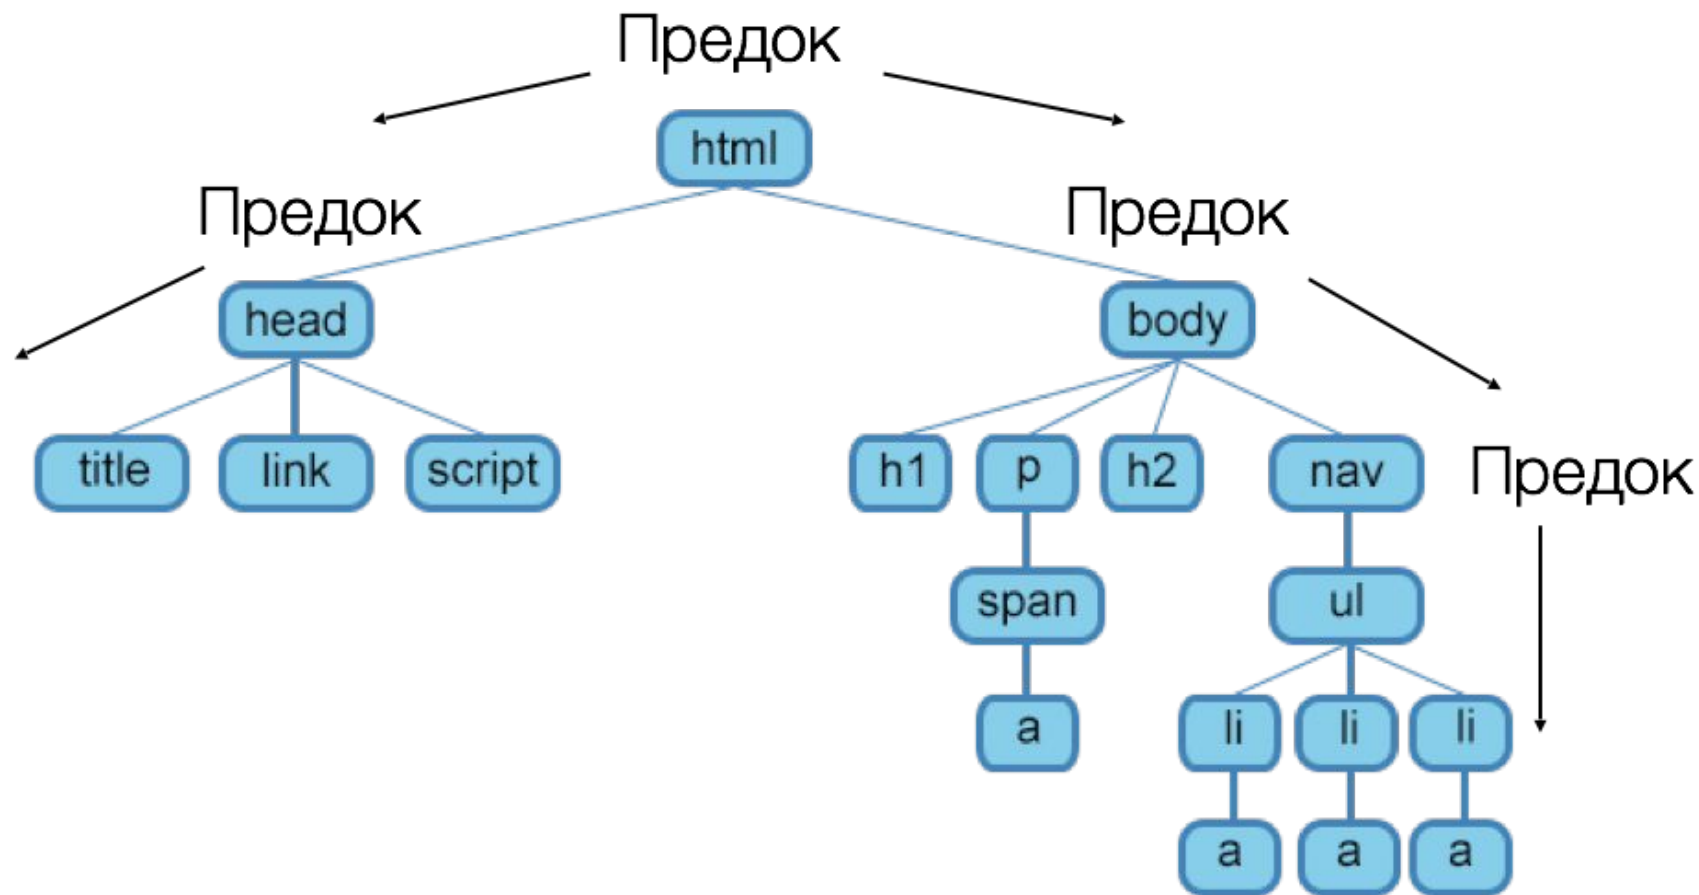 Предок
html
Предок
Предок
head
body
title
link
script
h1
p
h2
nav
Предок
span
ul
a
li
li
li
a
a
a